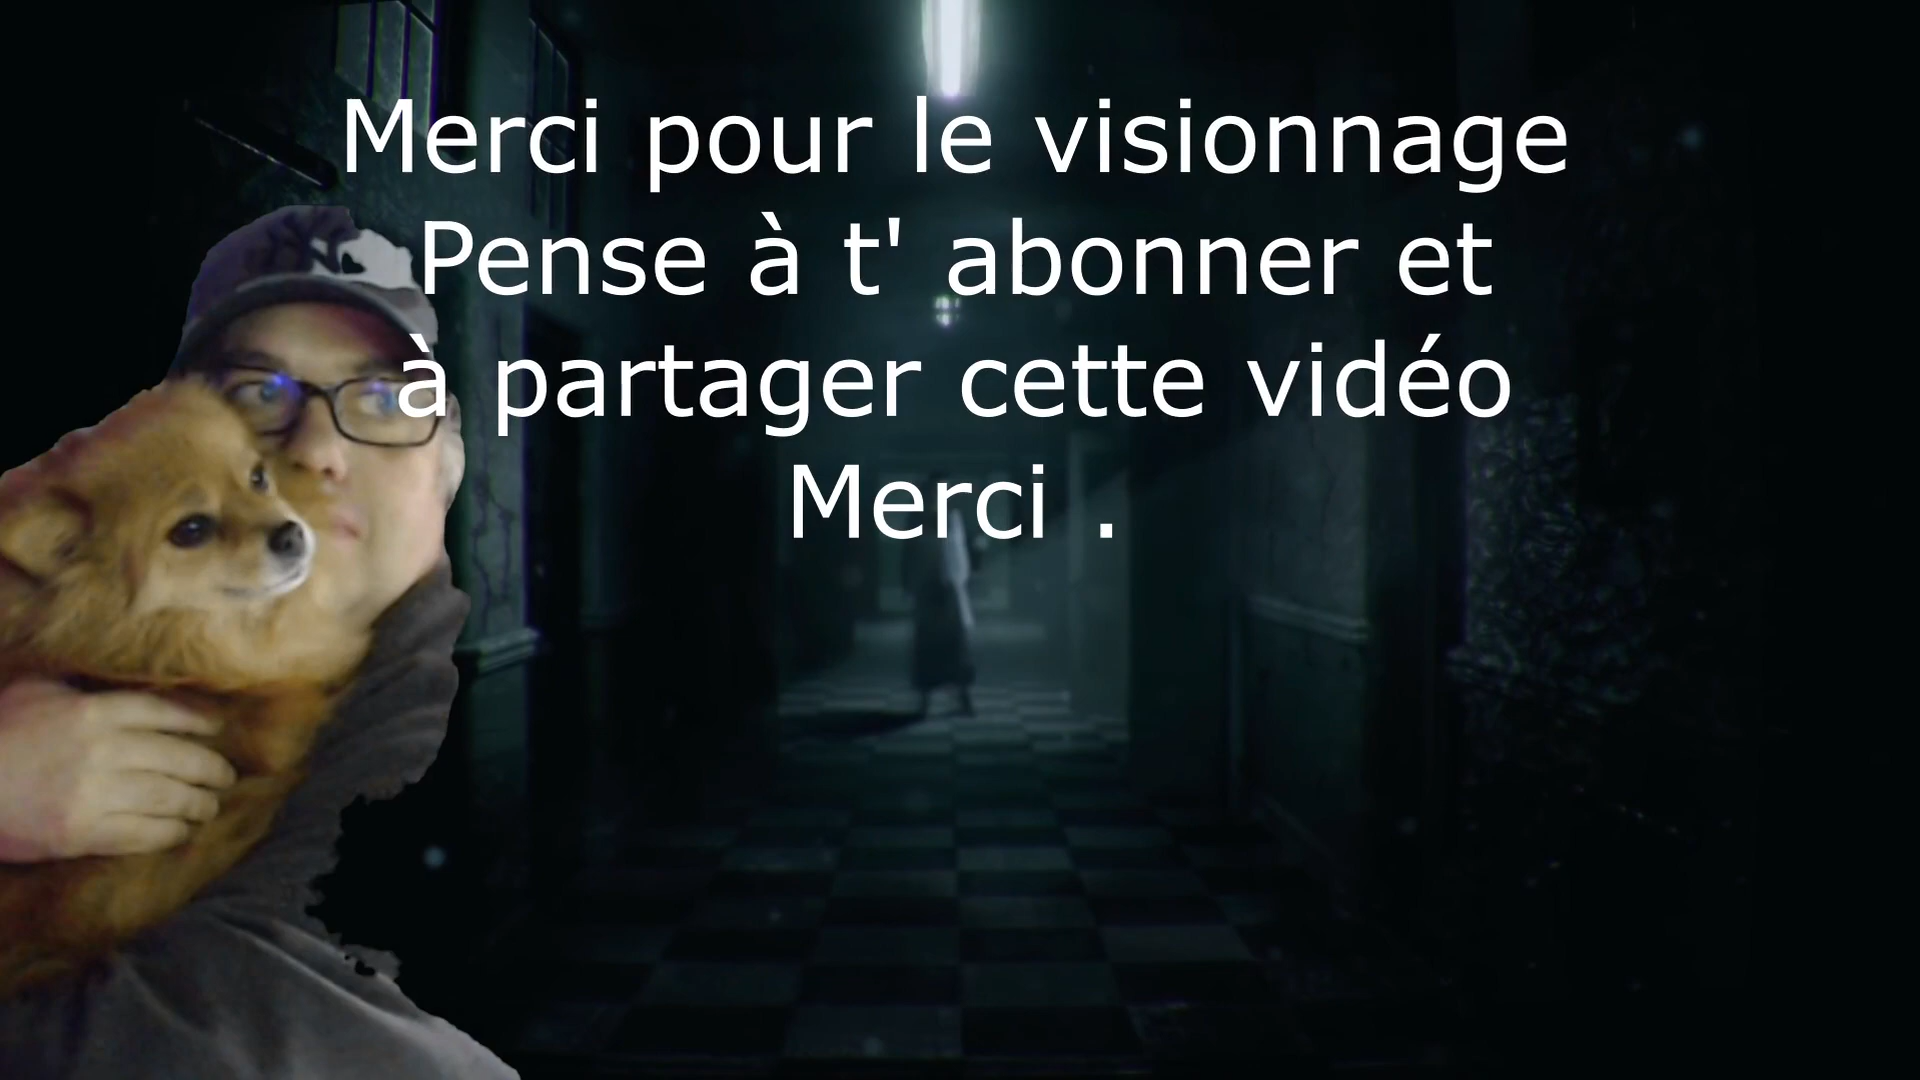 Merci pour le visionnage
Pense à t' abonner et
à partager cette vidéo
Merci .